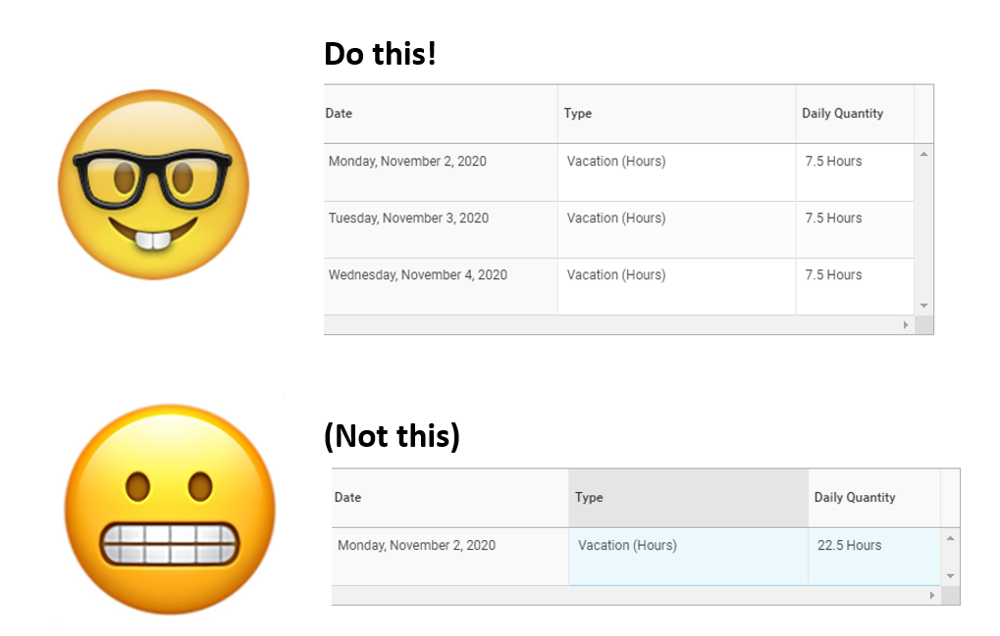 Do this!
Date Type Daily Quantity
Monday, November 2, 2020 Vacation (Hours) 7.5 Hours
Tuesday, November 3, 2020 Vacation (Hours) 7.5 Hours
Wednesday, November 4, 2020 Vacation (Hours) 7.5 Hours
(Not this)
Date Type Daily Quantity
Monday, November 2, 2020 Vacation (Hours) 22.5 Hours